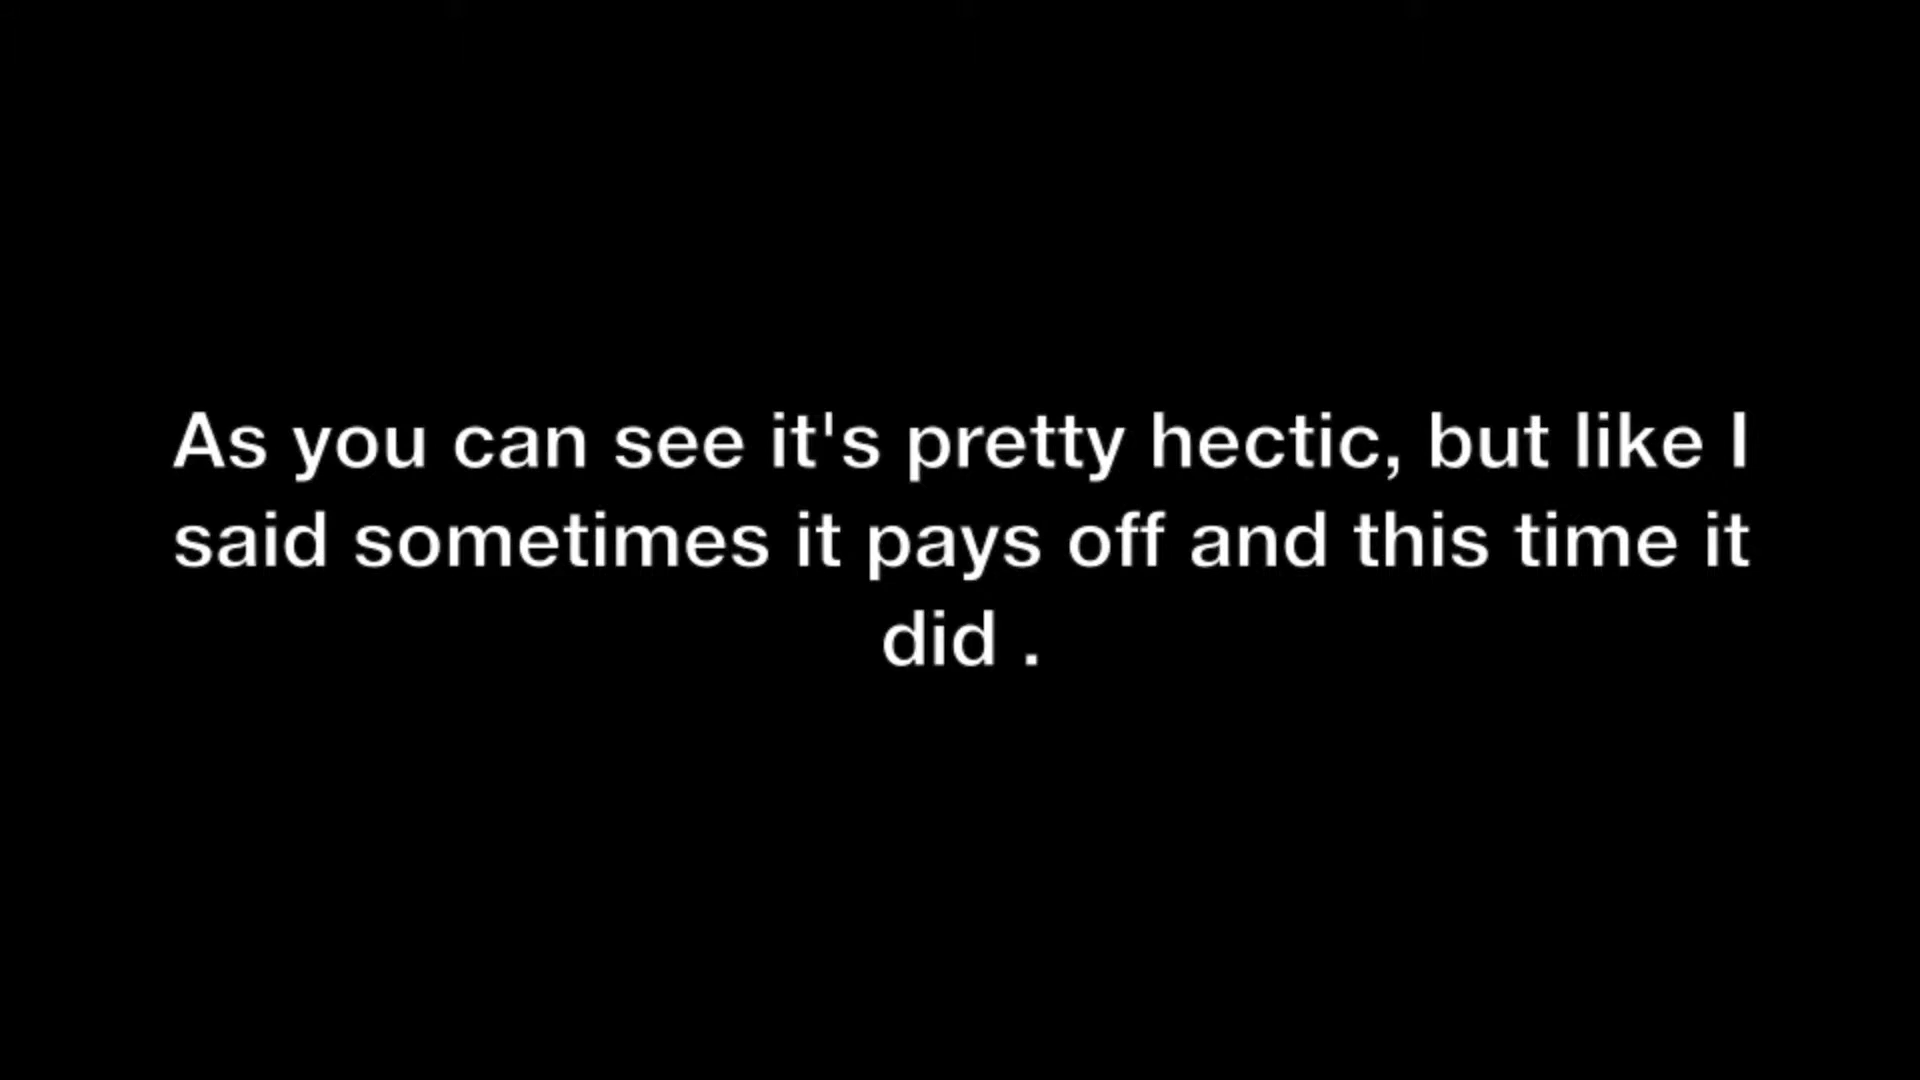 As you can see it's pretty hectic, but like I
said sometimes it pays off and this time it
did .